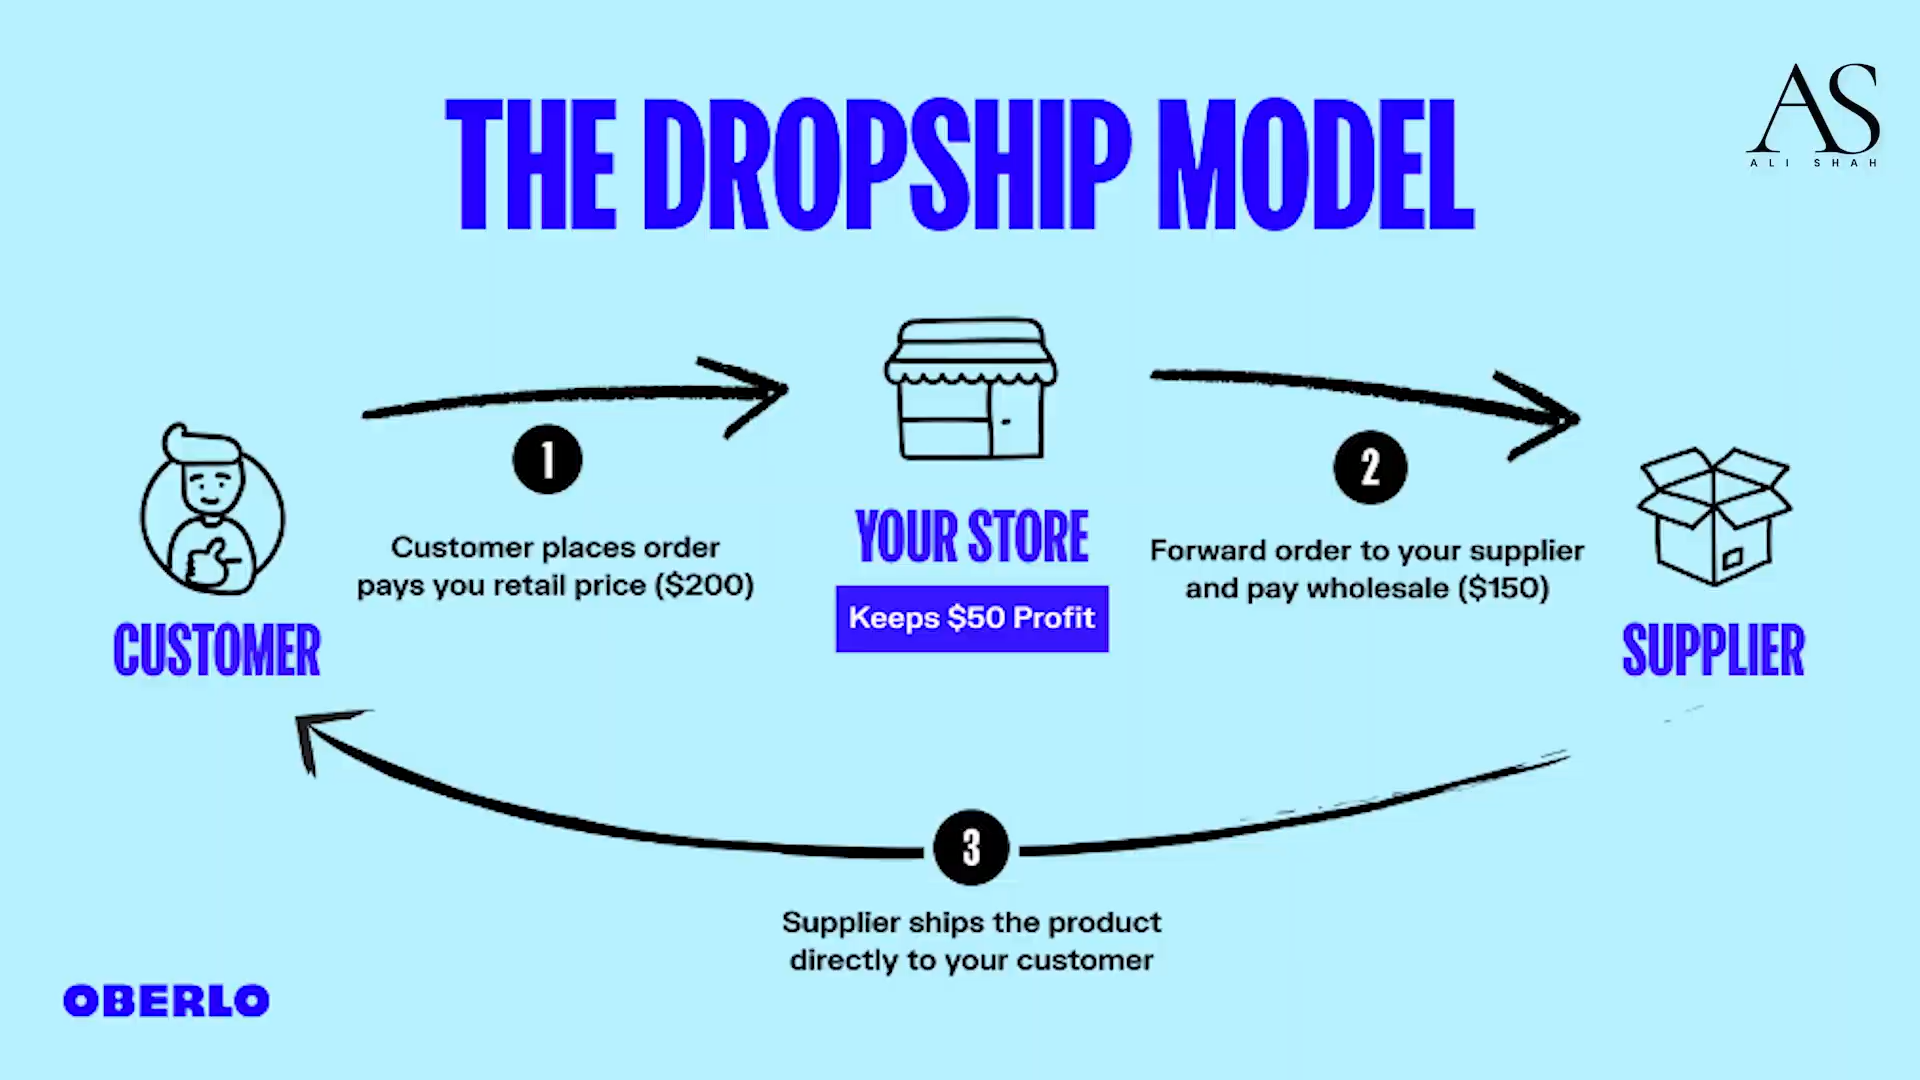 THE DROPSHIP MODEL
AS
ALI SHAH
1
Customer places order
pays you retail price ($200)
YOUR STORE
Keeps $50 Profit
2
Forward order to your supplier
and pay wholesale ($150)
CUSTOMER
SUPPLIER
3
Supplier ships the product
directly to your customer
OBERLO